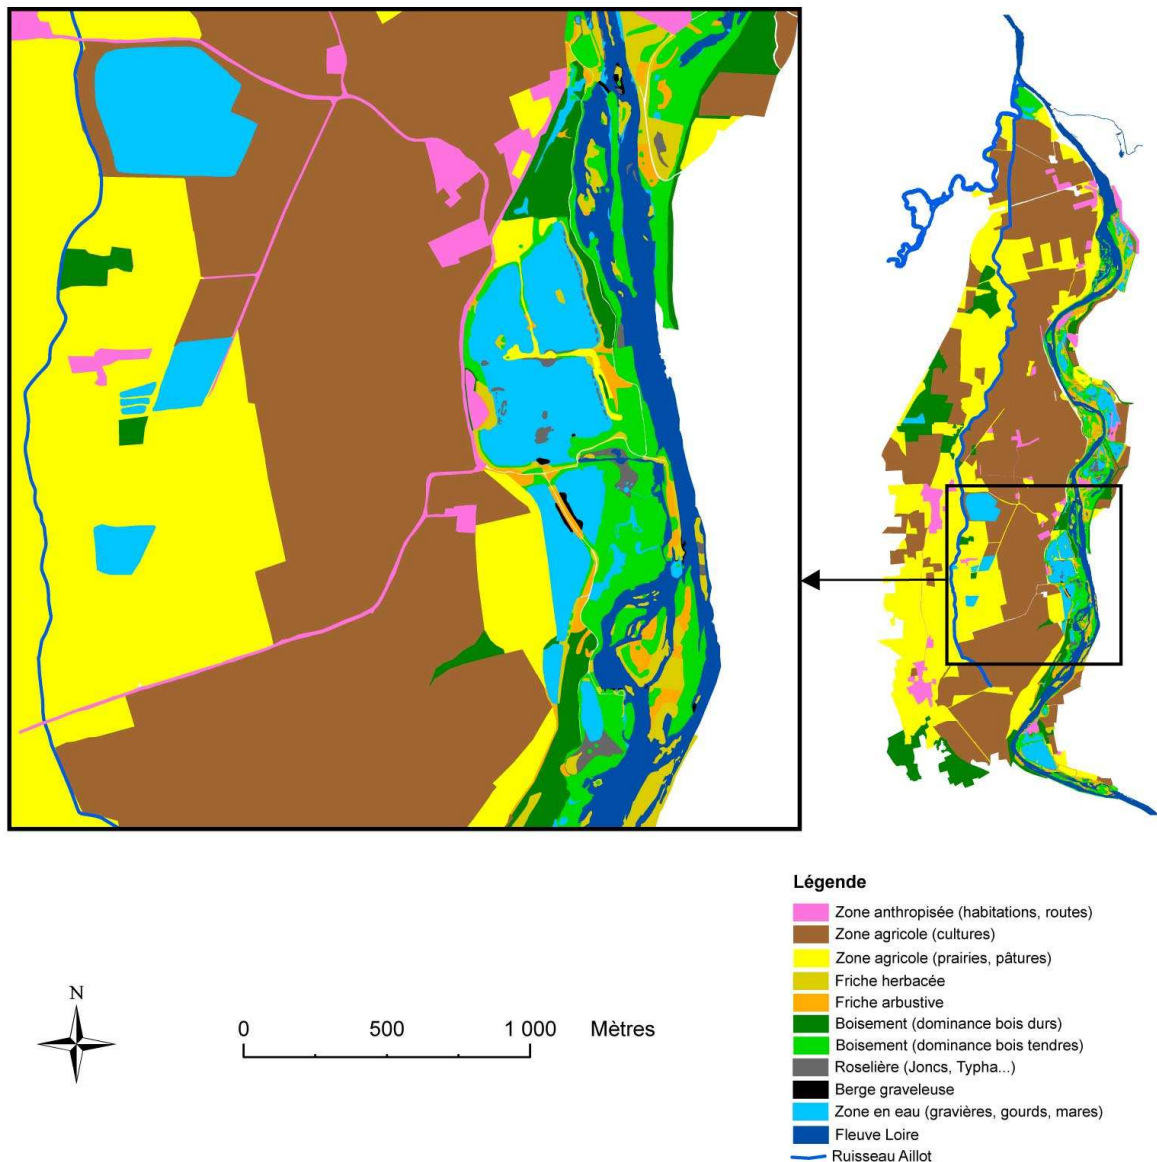 Légende
Zone anthropisée (habitations, routes)
Zone agricole (cultures)
Zone agricole (prairies, pâtures)
Friche herbacée
Friche arbustive
Boisement (dominance bois durs)
Boisement (dominance bois tendres)
Roselière (Joncs, Typha...)
Berge graveleuse
Zone en eau (gravières, gourds, mares)
Fleuve Loire
Ruisseau Aillot
N
0 500 1 000 Mètres